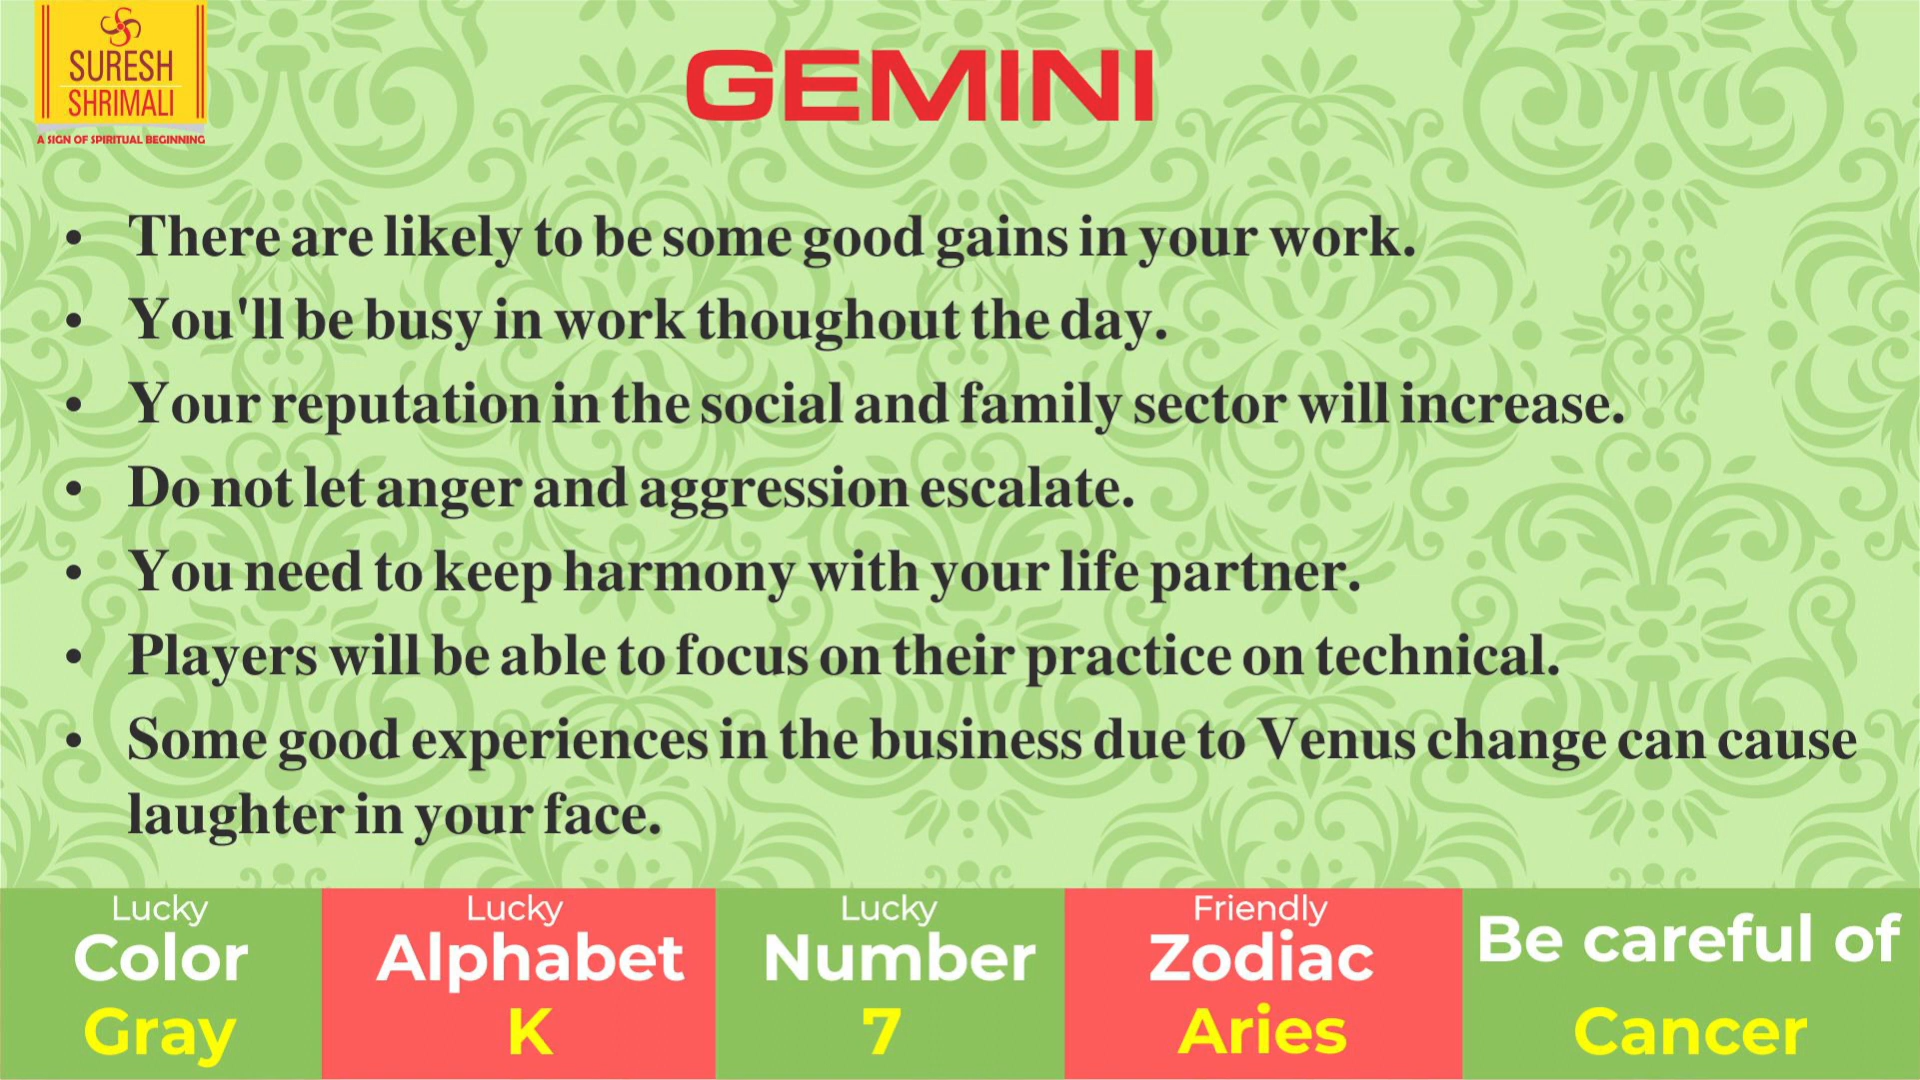 SURESH
SHRIMALI
A SIGN OF SPIRITUAL BEGINNING
GEMINI
• There are likely to be some good gains in your work.
• You'll be busy in work thoughout the day.
• Your reputation in the social and family sector will increase.
• Do not let anger and aggression escalate.
• You need to keep harmony with your life partner.
• Players will be able to focus on their practice on technical.
• Some good experiences in the business due to Venus change can cause
laughter in your face.
Lucky
Color
Gray
Lucky
Alphabet
K
Lucky
Number
7
Friendly
Zodiac
Aries
Be careful of
Cancer